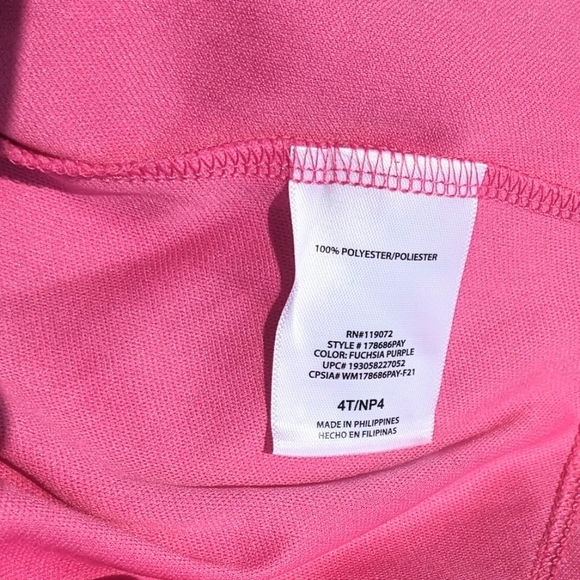 100% POLYESTER/POLIESTER
RN#119072
STYLE # 178686PAY
COLOR: FUCHSIA PURPLE
UPC# 193058227052
CPSIA# WM178686PAY-F21
4T/NP4
MADE IN PHILIPPINES
HECHO EN FILIPINAS